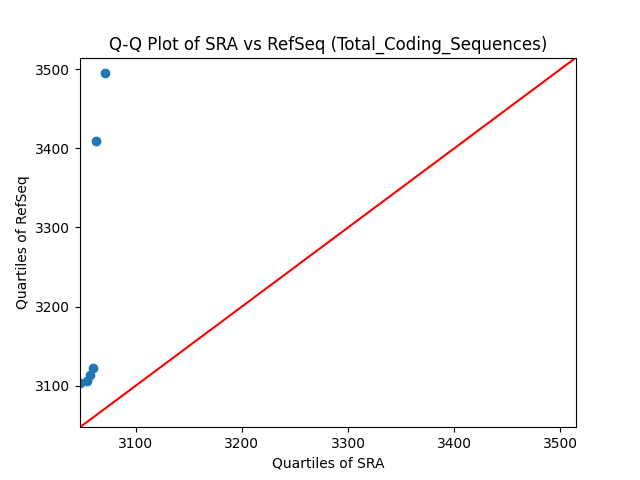 Q-Q Plot of SRA vs RefSeq (Total_Coding_Sequences)
3500
3400
3300
3200
3100
Quartiles of RefSeq
3100 3200 3300 3400 3500
Quartiles of SRA